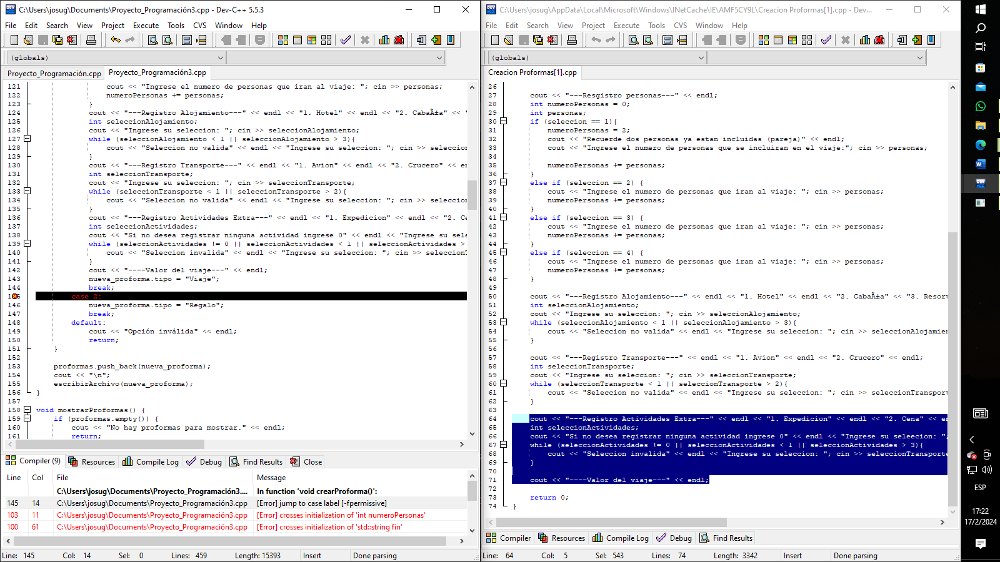 C:\Users\josug\Documents\Proyecto_Programación3.cpp - Dev-C++ 5.5.3
File Edit Search View Project Execute Tools CVS Window Help
(globals)
Proyecto_Programación.cpp Proyecto_Programación3.cpp
121 cout << "Ingrese el numero de personas que iran al viaje: "; cin >> personas;
122 numeroPersonas += personas;
123 }
124 cout << "---Registro Alojamiento---" << endl << "1. Hotel" << endl << "2. CabaÃ±a" << "
125 int seleccionAlojamiento;
126 cout << "Ingrese su seleccion: "; cin >> seleccionAlojamiento;
127 while (seleccionAlojamiento < 1 || seleccionAlojamiento > 3){
128 cout << "Seleccion no valida" << endl << "Ingrese su seleccion: "; cin >> seleccion
129 }
130 cout << "---Registro Transporte---" << endl << "1. Avion" << endl << "2. Crucero" << en
131 int seleccionTransporte;
132 cout << "Ingrese su seleccion: "; cin >> seleccionTransporte;
133 while (seleccionTransporte < 1 || seleccionTransporte > 2){
134 cout << "Seleccion no valida" << endl << "Ingrese su seleccion: "; cin >> seleccion
135 }
136 cout << "---Registro Actividades Extra---" << endl << "1. Expedicion" << endl << "2. Ce
137 int seleccionActividades;
138 cout << "Si no desea registrar ninguna actividad ingrese 0" << endl << "Ingrese su sele
139 while (seleccionActividades != 0 || seleccionActividades < 1 || seleccionActividades >
140 cout << "Seleccion invalida" << endl << "Ingrese su seleccion: "; cin >> seleccionT
141 }
142 cout << "----Valor del viaje---" << endl;
143 nueva_proforma.tipo = "Viaje";
144 break;
145 case 2:
146 nueva_proforma.tipo = "Regalo";
147 break;
148 default:
149 cout << "Opción inválida" << endl;
150 return;
151 }
152
153 proformas.push_back(nueva_proforma);
154 cout << "\n";
155 escribirArchivo(nueva_proforma);
156 }
157
158 void mostrarProformas() {
159 if (proformas.empty()) {
160 cout << "No hay proformas para mostrar." << endl;
161 return;
Compiler (9) Resources Compile Log Debug Find Results Close
Line Col File Message
C:\Users\josug\Documents\Proyecto_Programación3.... In function 'void crearProforma()':
145 14 C:\Users\josug\Documents\Proyecto_Programación3.cpp [Error] jump to case label [-fpermissive]
103 11 C:\Users\josug\Documents\Proyecto_Programación3.cpp [Error] crosses initialization of 'int numeroPersonas'
100 61 C:\Users\josug\Documents\Proyecto_Programación3.cpp [Error] crosses initialization of 'std::string fin'
Line: 145 Col: 14 Sel: 0 Lines: 459 Length: 15393 Insert Done parsing
C:\Users\josug\AppData\Local\Microsoft\Windows\INetCache\IE\AMF5CY9L\Creacion Proformas[1].cpp - Dev...
File Edit Search View Project Execute Tools CVS Window Help
(globals)
Creacion Proformas[1].cpp
26
27 cout << "---Resgistro personas---" << endl;
28 int numeroPersonas = 0;
29 int personas;
30 if (seleccion == 1){
31 numeroPersonas = 2;
32 cout << "Recuerde dos personas ya estan incluidas (pareja)" << endl;
33 cout << "Ingrese el numero de personas que se incluiran en el viaje:"; cin >> personas;
34
35 numeroPersonas += personas;
36 }
37 else if (seleccion == 2) {
38 cout << "Ingrese el numero de personas que iran al viaje: "; cin >> personas;
39 numeroPersonas += personas;
40 }
41 else if (seleccion == 3) {
42 cout << "Ingrese el numero de personas que iran al viaje: "; cin >> personas;
43 numeroPersonas += personas;
44 }
45 else if (seleccion == 4) {
46 cout << "Ingrese el numero de personas que iran al viaje: "; cin >> personas;
47 numeroPersonas += personas;
48 }
49
50 cout << "---Registro Alojamiento---" << endl << "1. Hotel" << endl << "2. CabaÃ±a" << "3. Resort
51 int seleccionAlojamiento;
52 cout << "Ingrese su seleccion: "; cin >> seleccionAlojamiento;
53 while (seleccionAlojamiento < 1 || seleccionAlojamiento > 3){
54 cout << "Seleccion no valida" << endl << "Ingrese su seleccion: "; cin >> seleccionAlojamien
55 }
56
57 cout << "---Registro Transporte---" << endl << "1. Avion" << endl << "2. Crucero" << endl;
58 int seleccionTransporte;
59 cout << "Ingrese su seleccion: "; cin >> seleccionTransporte;
60 while (seleccionTransporte < 1 || seleccionTransporte > 2){
61 cout << "Seleccion no valida" << endl << "Ingrese su seleccion: "; cin >> seleccionTransport
62 }
63
64 cout << "---Registro Actividades Extra---" << endl << "1. Expedicion" << endl << "2. Cena" << en
65 int seleccionActividades;
66 cout << "Si no desea registrar ninguna actividad ingrese 0" << endl << "Ingrese su selecion: ";
67 while (seleccionActividades != 0 || seleccionActividades < 1 || seleccionActividades > 3){
68 cout << "Seleccion invalida" << endl << "Ingrese su seleccion: "; cin >> seleccionTransporte
69 }
70
71 cout << "----Valor del viaje---" << endl;
72
73 return 0;
74 }
Compiler Resources Compile Log Debug Find Results
Line: 64 Col: 5 Sel: 543 Lines: 74 Length: 3342 Insert Done parsing
ESP
17:22
17/2/2024